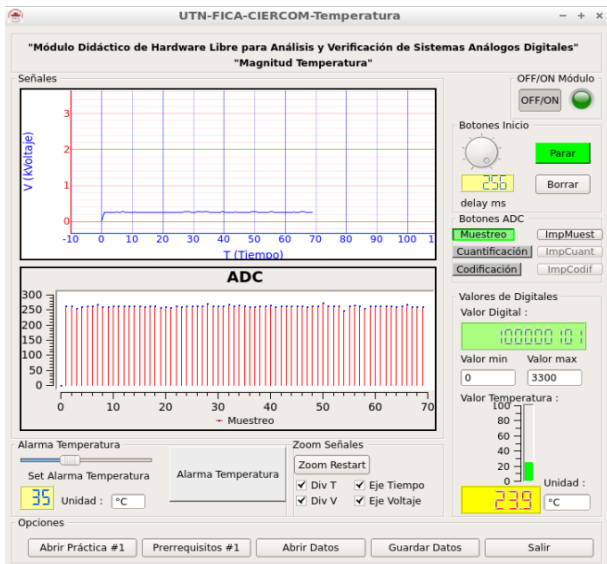 UTN-FICA-CIERCOM-Temperatura
"Módulo Didáctico de Hardware Libre para Análisis y Verificación de Sistemas Análogos Digitales"
"Magnitud Temperatura"
Señales
OFF/ON Módulo
OFF/ON
V (kVoltaje)
3
2
1
0
-10 0 10 20 30 40 50 60 70 80 90 100 1
T (Tiempo)
Botones Inicio
Parar
256
Borrar
delay ms
Botones ADC
Muestreo
ImpMuest
Cuantificación
ImpCuant
Codificación
ImpCodif
ADC
300
250
200
150
100
50
0
0 10 20 30 40 50 60 70
Muestreo
Valores de Digitales
Valor Digital :
100000101
Valor min Valor max
0 3300
Valor Temperatura :
100
80
60
40
20
0
Unidad :
23.9 °C
Alarma Temperatura
Set Alarma Temperatura
35 Unidad : °C
Alarma Temperatura
Zoom Señales
Zoom Restart
Div T Eje Tiempo
Div V Eje Voltaje
Opciones
Abrir Práctica #1 Prerrequisitos #1 Abrir Datos Guardar Datos Salir